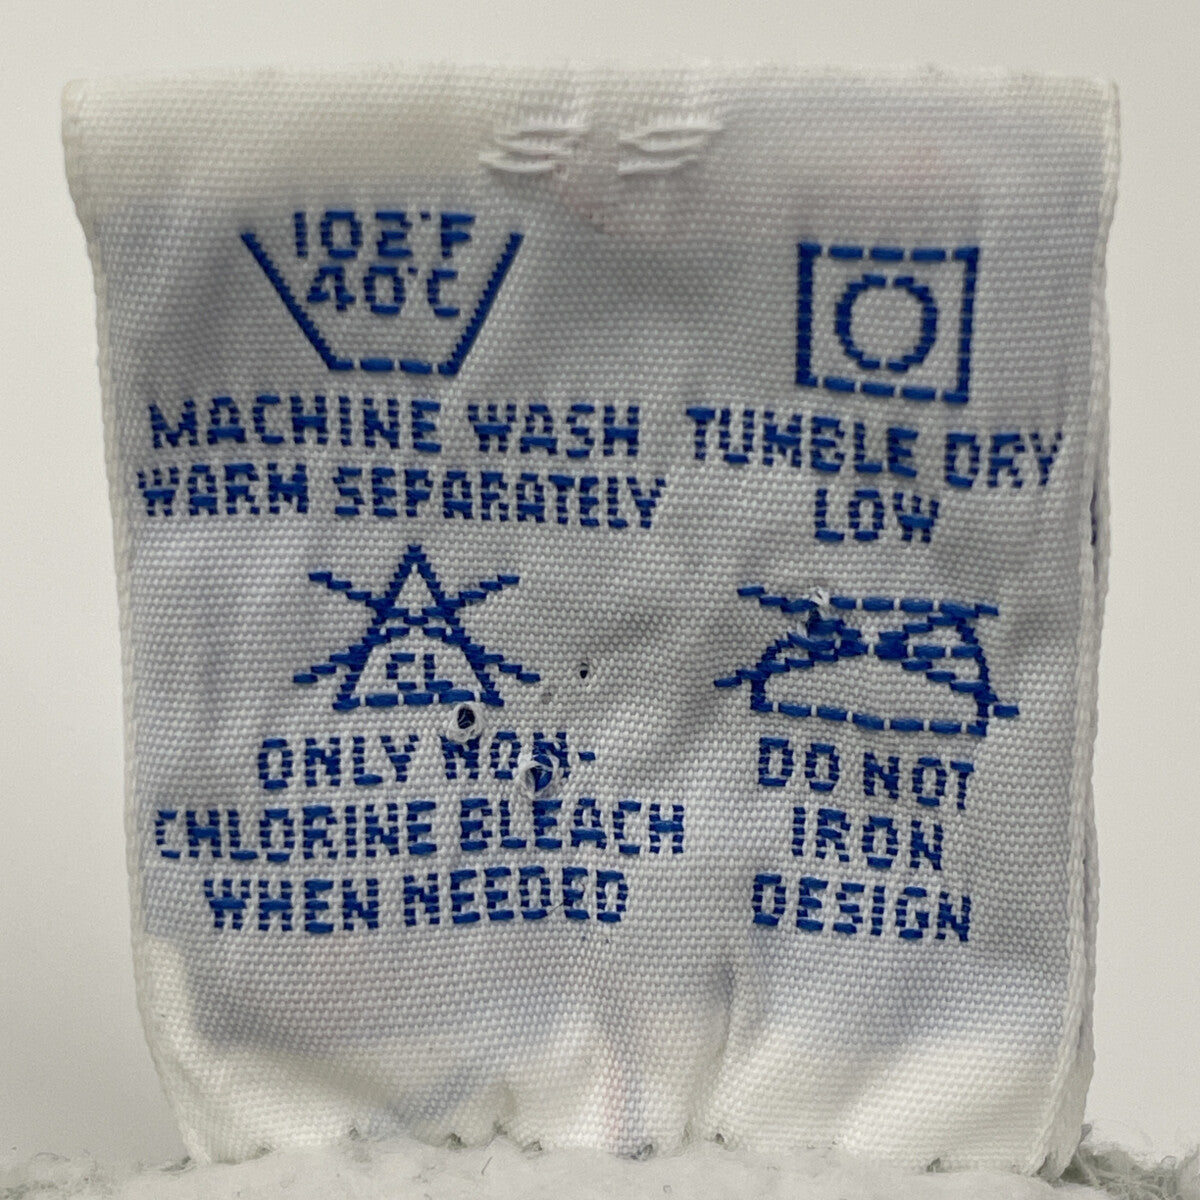 102°F
40°C
MACHINE WASH
WARM SEPARATELY
TUMBLE DRY
LOW
CL
ONLY NON-
CHLORINE BLEACH
WHEN NEEDED
DO NOT
IRON
DESIGN